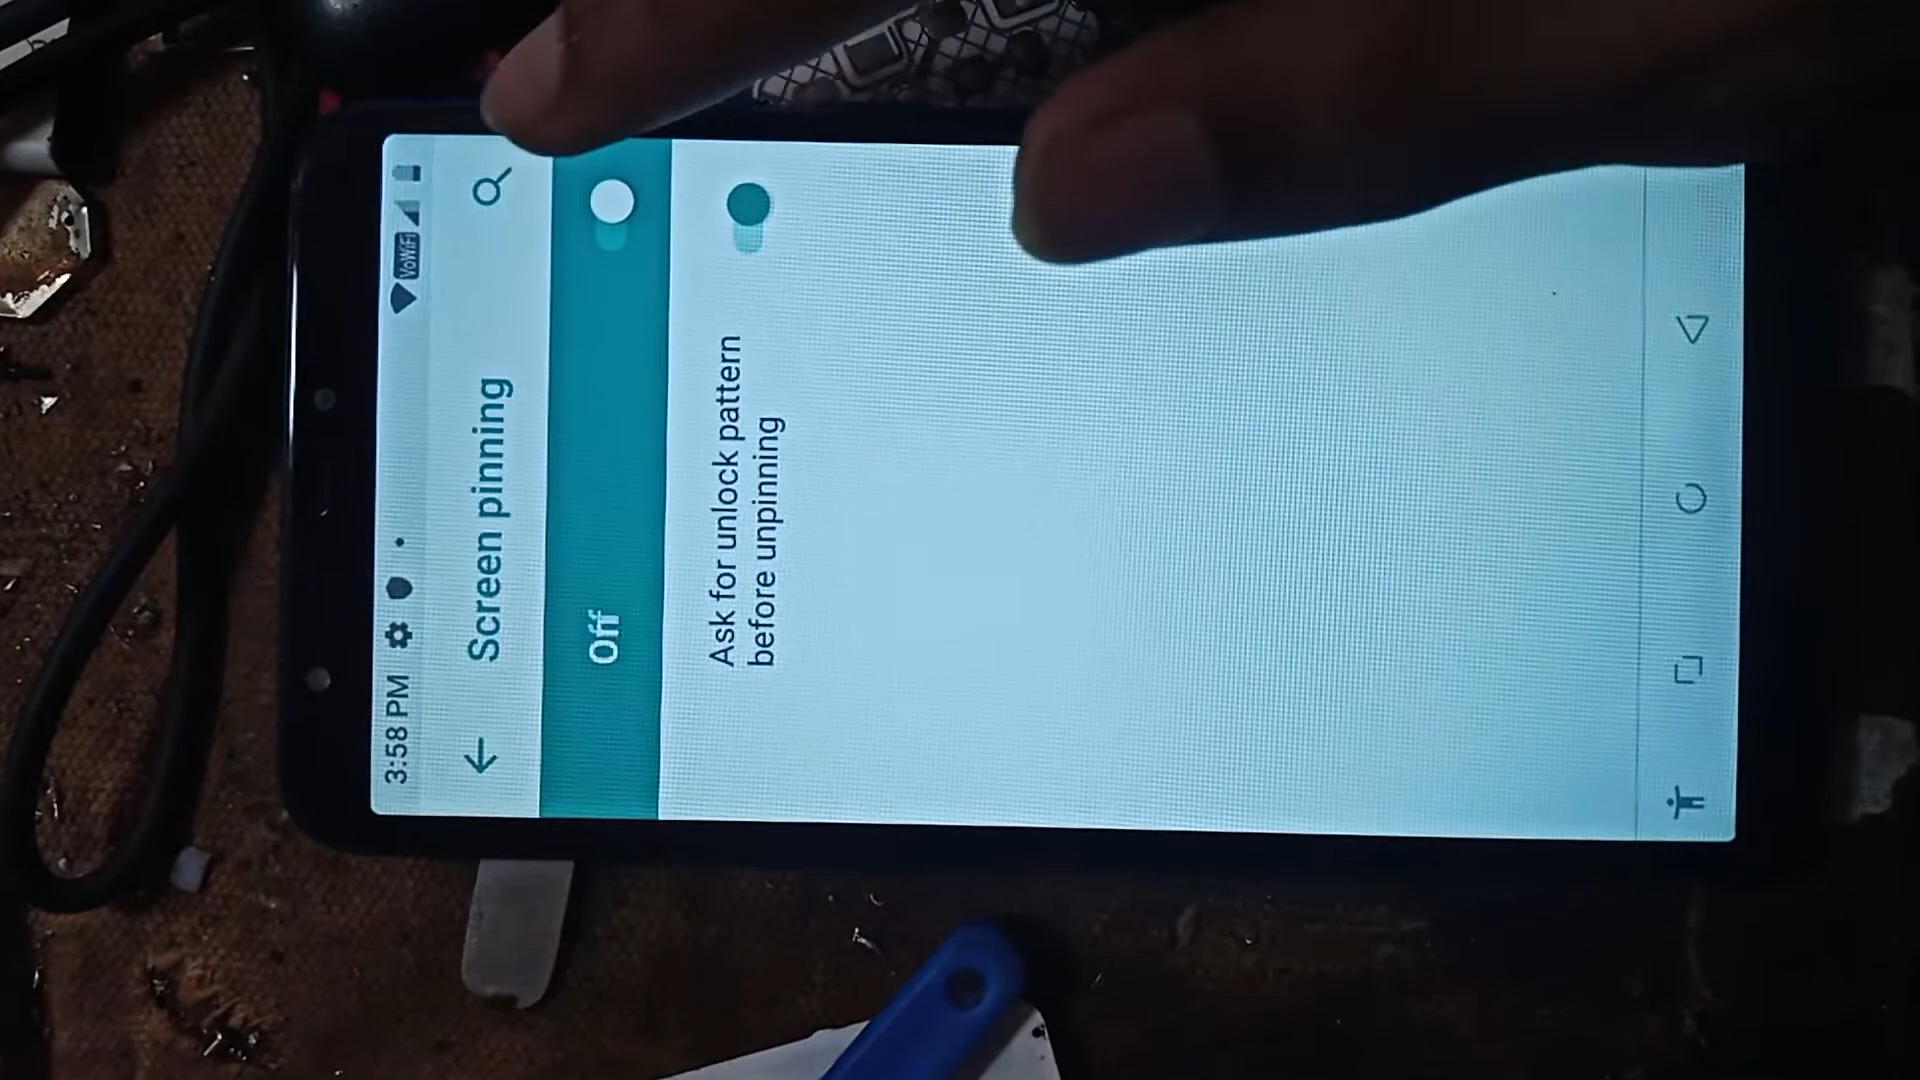 3:58 PM
VoWiFi
Screen pinning
Off
Ask for unlock pattern
before unpinning